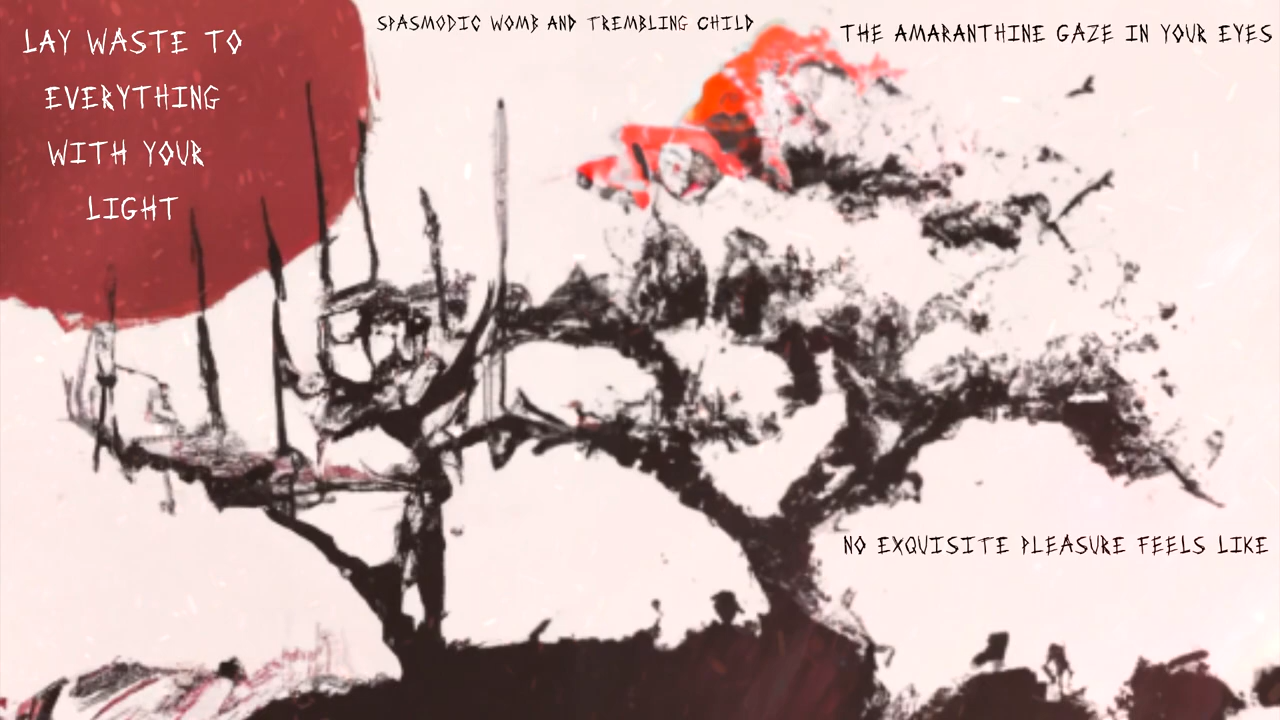 LAY WASTE TO
EVERYTHING
WITH YOUR
LIGHT
SPASMODIC WOMB AND TREMBLING CHILD
THE AMARANTHINE GAZE IN YOUR EYES
NO EXQUISITE PLEASURE FEELS LIKE